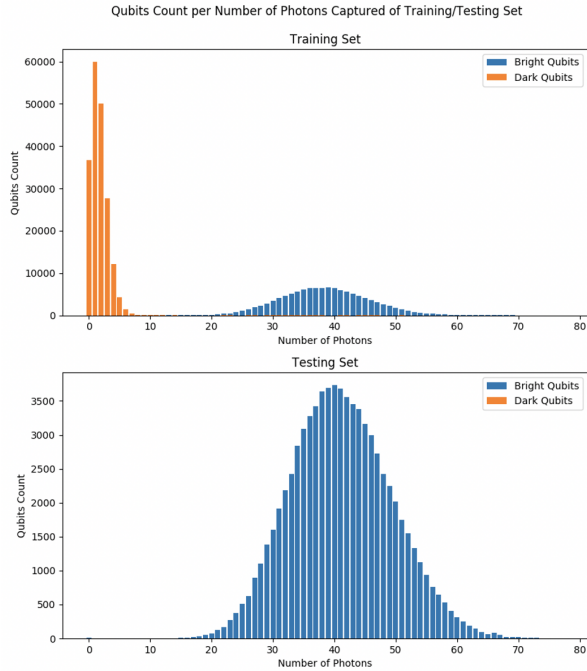 Qubits Count per Number of Photons Captured of Training/Testing Set
Training Set
Bright Qubits
Dark Qubits
Qubits Count
60000
50000
40000
30000
20000
10000
0
0 10 20 30 40 50 60 70 80
Number of Photons
Testing Set
Bright Qubits
Dark Qubits
Qubits Count
3500
3000
2500
2000
1500
1000
500
0
0 10 20 30 40 50 60 70 80
Number of Photons